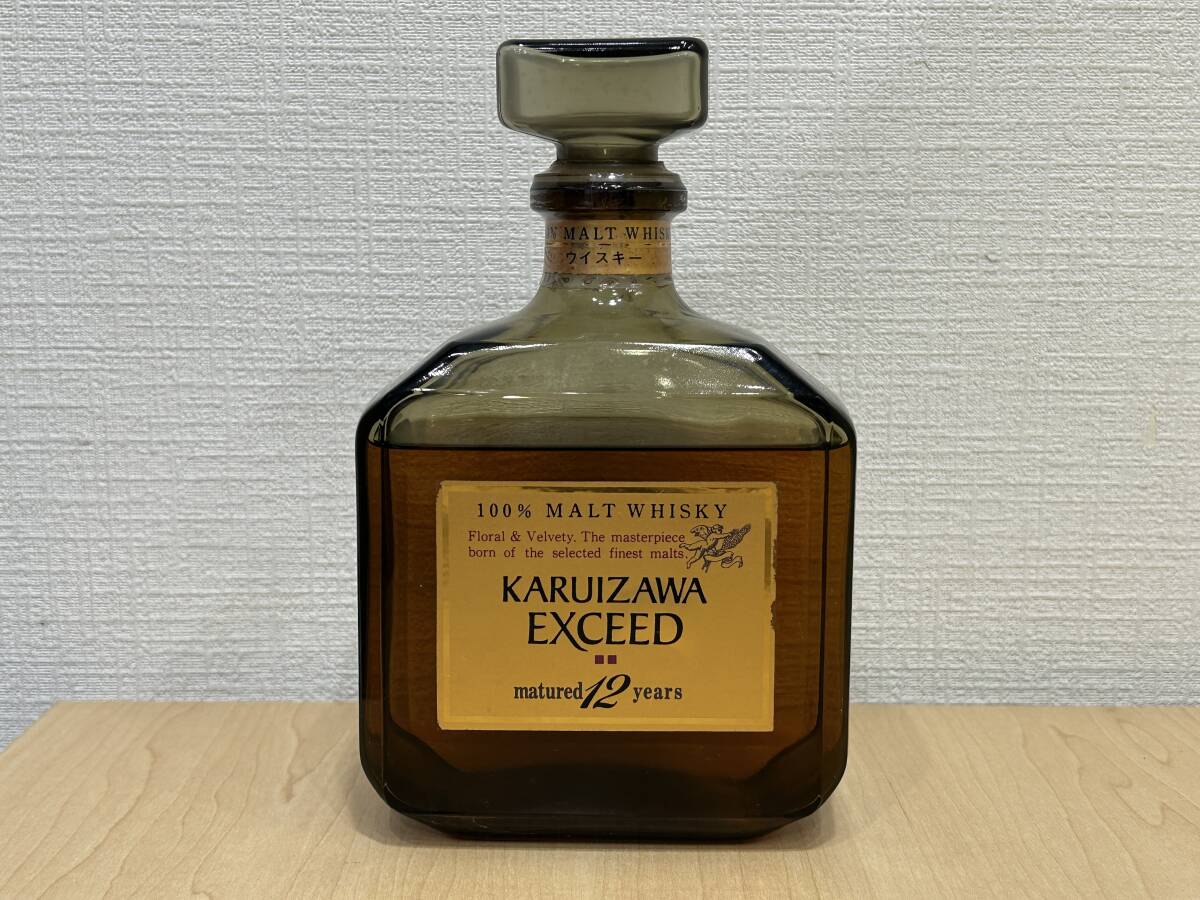 MALT WHIS
ウイスキー
100% MALT WHISKY
Floral & Velvety. The masterpiece
born of the selected finest malts.
KARUIZAWA
EXCEED
matured 12 years